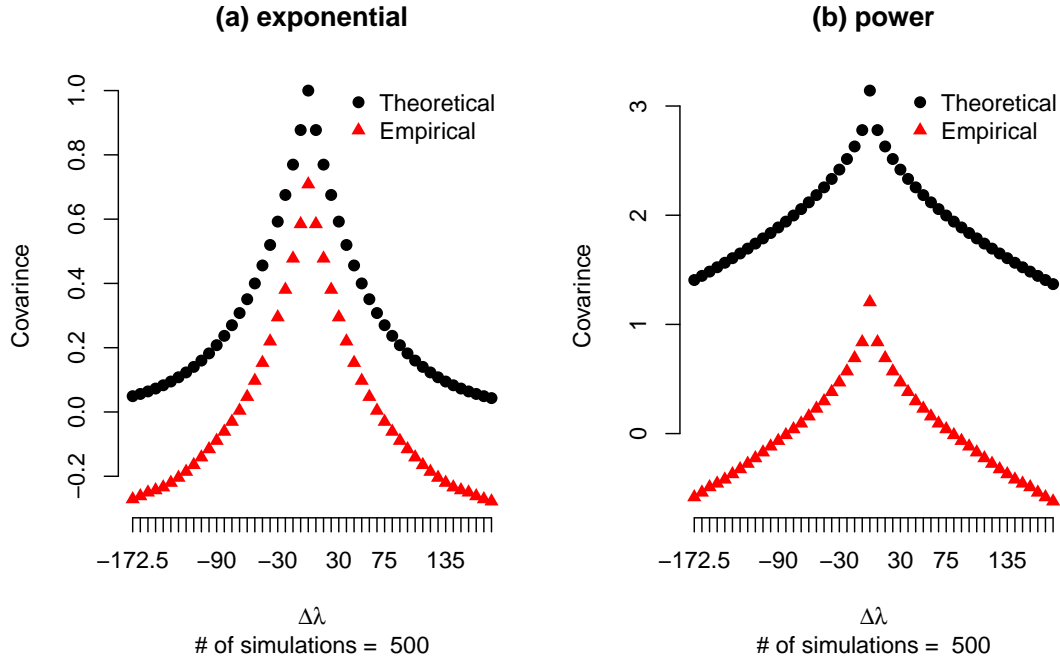 (a) exponential
Covarince
1.0
0.8
0.6
0.4
0.2
0.0
−0.2
Theoretical
Empirical
−172.5 −90 −30 30 75 135
Δλ
# of simulations = 500
(b) power
Covarince
3
2
1
0
Theoretical
Empirical
−172.5 −90 −30 30 75 135
Δλ
# of simulations = 500